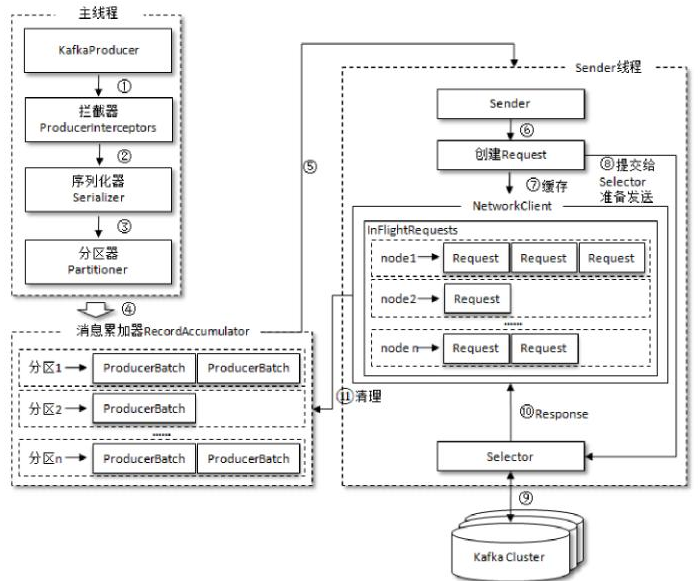 主线程
KafkaProducer
①
拦截器
ProducerInterceptors
②
序列化器
Serializer
③
分区器
Partitioner
④
消息累加器RecordAccumulator
分区1 ProducerBatch ProducerBatch
分区2 ProducerBatch
......
分区n ProducerBatch ProducerBatch
⑤
Sender线程
Sender
⑥
创建Request
⑦缓存
⑧提交给
Selector
准备发送
NetworkClient
InFlightRequests
node1 Request Request Request
node2 Request
......
node n Request Request
⑪清理
⑩Response
Selector
⑨
Kafka Cluster